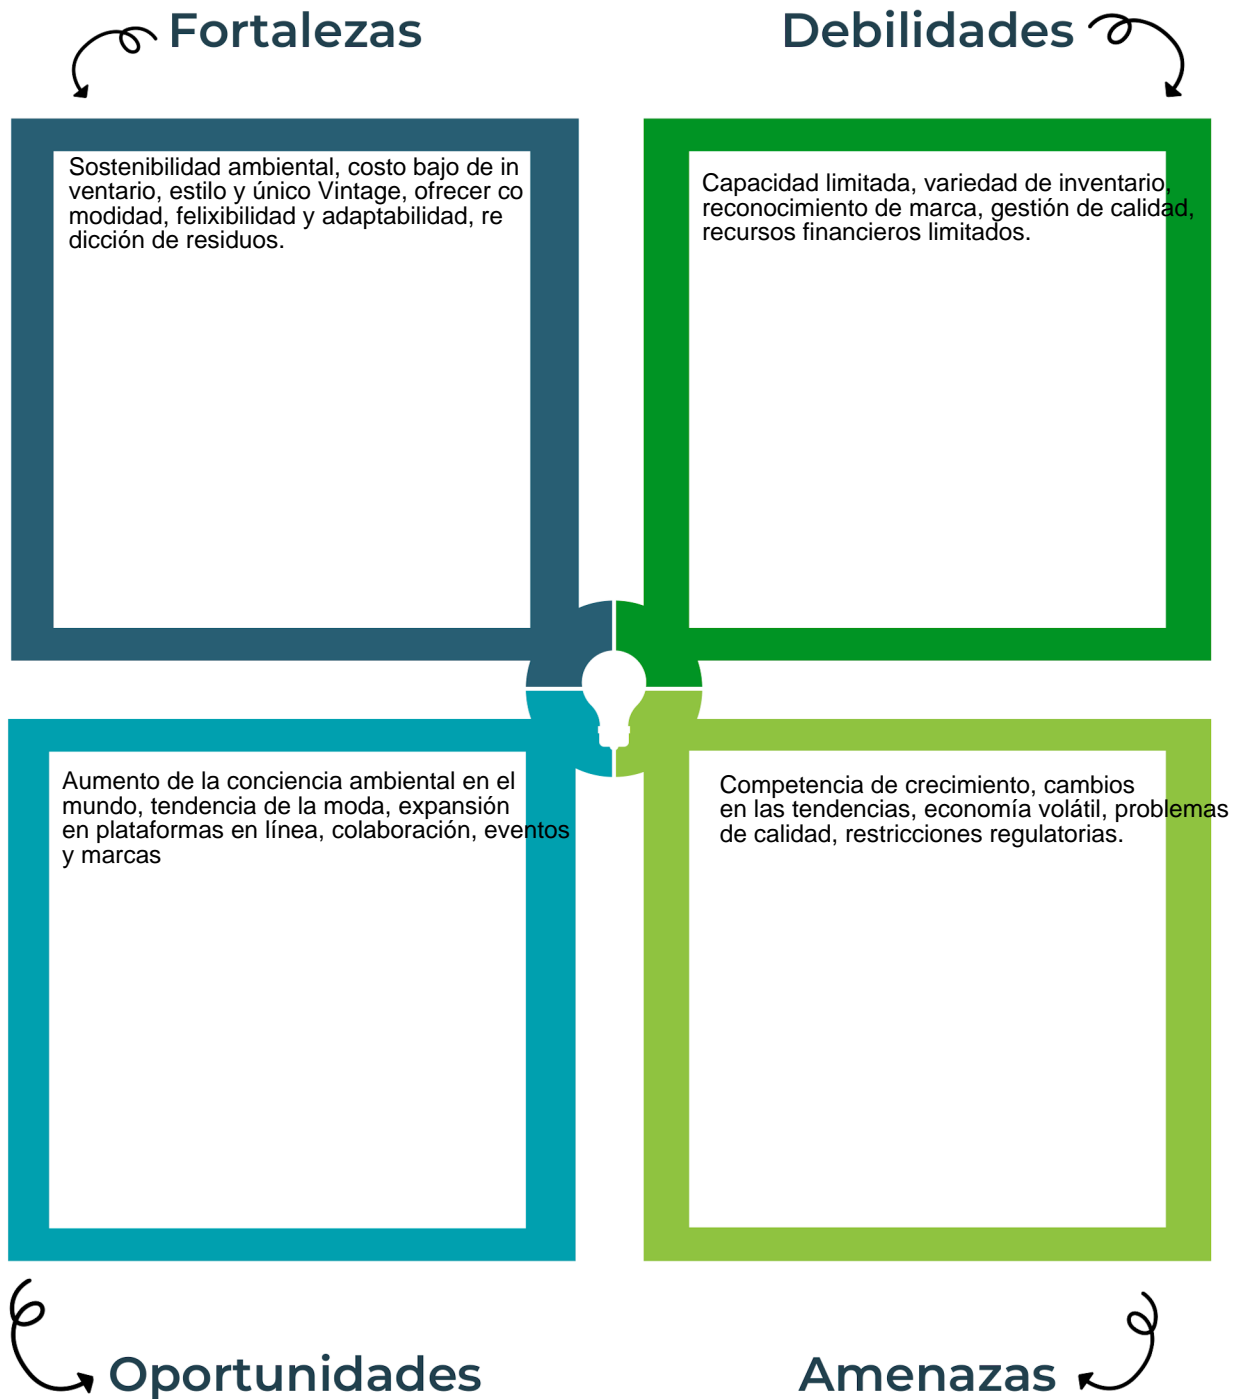 Fortalezas
Sostenibilidad ambiental, costo bajo de in
ventario, estilo y único Vintage, ofrecer co
modidad, felixibilidad y adaptabilidad, re
dicción de residuos.
Debilidades
Capacidad limitada, variedad de inventario,
reconocimiento de marca, gestión de calidad,
recursos financieros limitados.
Aumento de la conciencia ambiental en el
mundo, tendencia de la moda, expansión
en plataformas en línea, colaboración, eventos
y marcas
Oportunidades
Competencia de crecimiento, cambios
en las tendencias, economía volátil, problemas
de calidad, restricciones regulatorias.
Amenazas